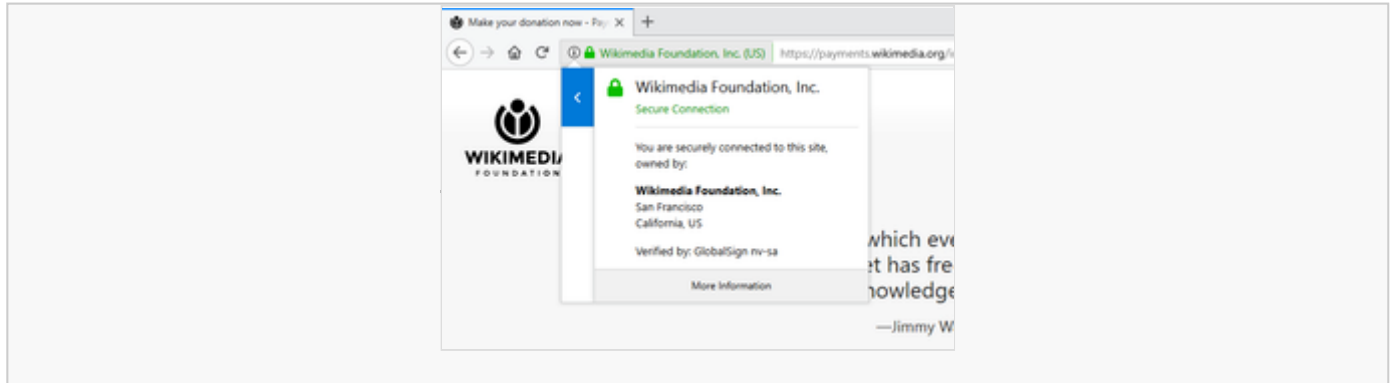 Make your donation now - Pay
Wikimedia Foundation, Inc. (US)
https://payments.wikimedia.org/
WIKIMEDIA
FOUNDATION
Wikimedia Foundation, Inc.
Secure Connection
You are securely connected to this site,
owned by:
Wikimedia Foundation, Inc.
San Francisco
California, US
Verified by: GlobalSign nv-sa
More Information
which eve
et has fre
nowledge
—Jimmy W